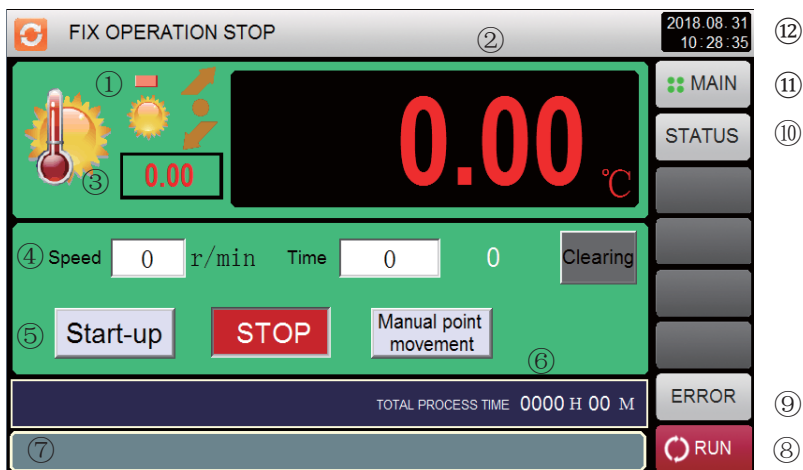 FIX OPERATION STOP
②
2018.08.31
10:28:35
⑫
①
MAIN
⑪
0.00
℃
STATUS
⑩
③
0.00
④ Speed 0 r/min Time 0 0 Clearing
⑤ Start-up STOP Manual point
movement
⑥
TOTAL PROCESS TIME 0000 H 00 M
ERROR
⑨
⑦
RUN
⑧